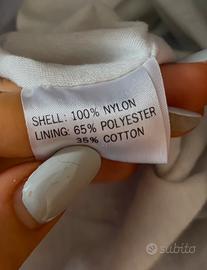 SHELL: 100% NYLON
LINING: 65% POLYESTER
35% COTTON
subito